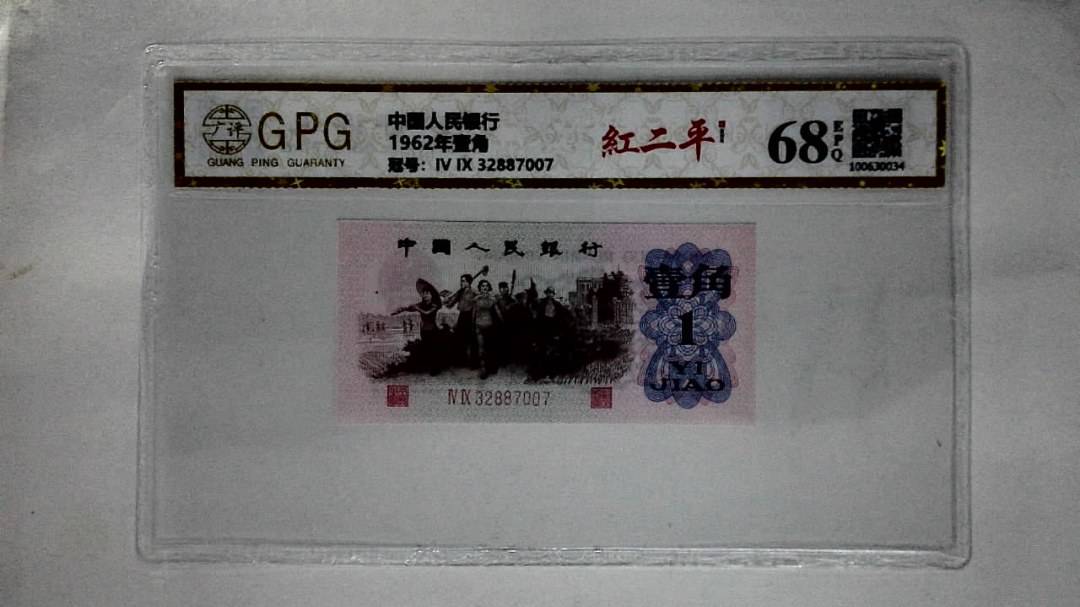 广评
GPG
GUANG PING GUARANTY
中國人民银行
1962年壹角
冠号: IV IX 32887007
紅二平
68
EPQ
100630034
中國人民銀行
壹角
1
YI
JIAO
IV IX 32887007